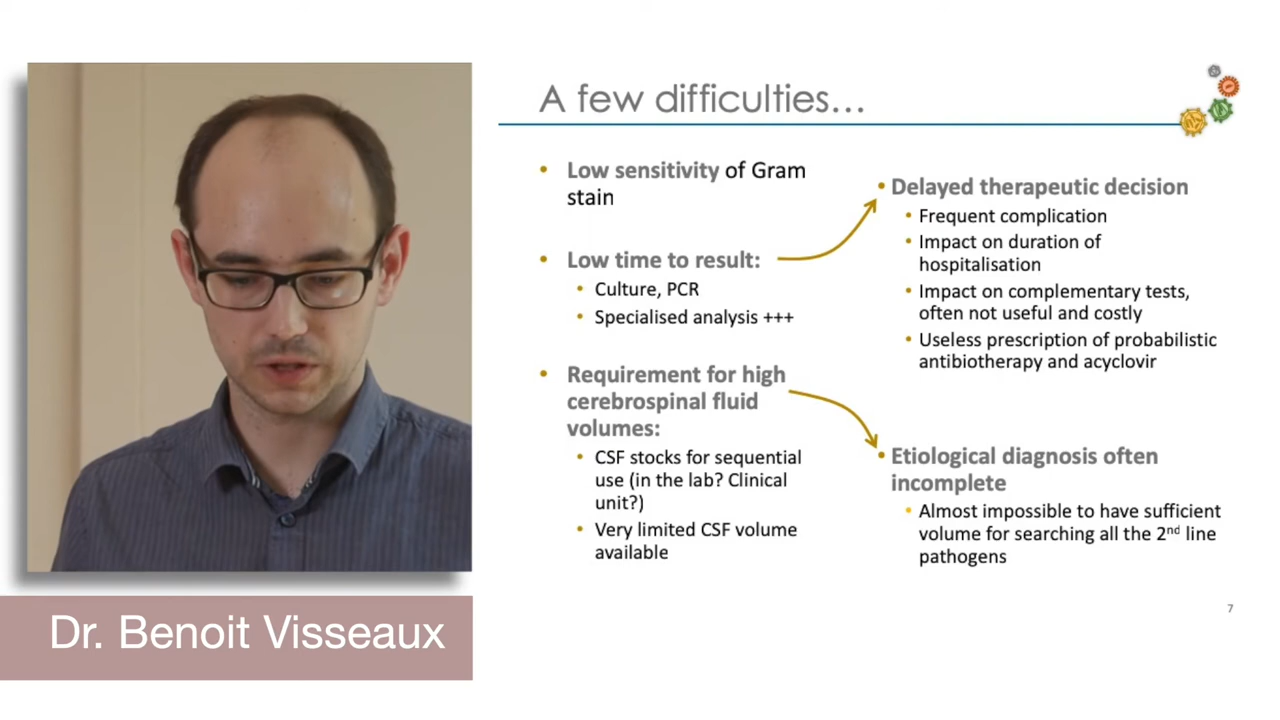 A few difficulties...
• Low sensitivity of Gram
stain
• Low time to result:
• Culture, PCR
• Specialised analysis +++
• Requirement for high
cerebrospinal fluid
volumes:
• CSF stocks for sequential
use (in the lab? Clinical
unit?)
• Very limited CSF volume
available
• Delayed therapeutic decision
• Frequent complication
• Impact on duration of
hospitalisation
• Impact on complementary tests,
often not useful and costly
• Useless prescription of probabilistic
antibiotherapy and acyclovir
• Etiological diagnosis often
incomplete
• Almost impossible to have sufficient
volume for searching all the 2nd line
pathogens
7
Dr. Benoit Visseaux